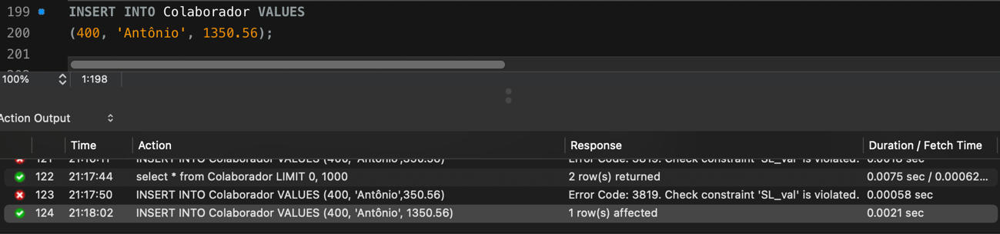 199 INSERT INTO Colaborador VALUES
200 (400, 'Antônio', 1350.56);
201
100% 1:198
Action Output
Time Action Response Duration / Fetch Time
121 21:16:11 INSERT INTO Colaborador VALUES (400, 'Antônio',350.56) Error Code: 3819. Check constraint 'SL_val' is violated. 0.0018 sec
122 21:17:44 select * from Colaborador LIMIT 0, 1000 2 row(s) returned 0.0075 sec / 0.00062...
123 21:17:50 INSERT INTO Colaborador VALUES (400, 'Antônio',350.56) Error Code: 3819. Check constraint 'SL_val' is violated. 0.00058 sec
124 21:18:02 INSERT INTO Colaborador VALUES (400, 'Antônio', 1350.56) 1 row(s) affected 0.0021 sec